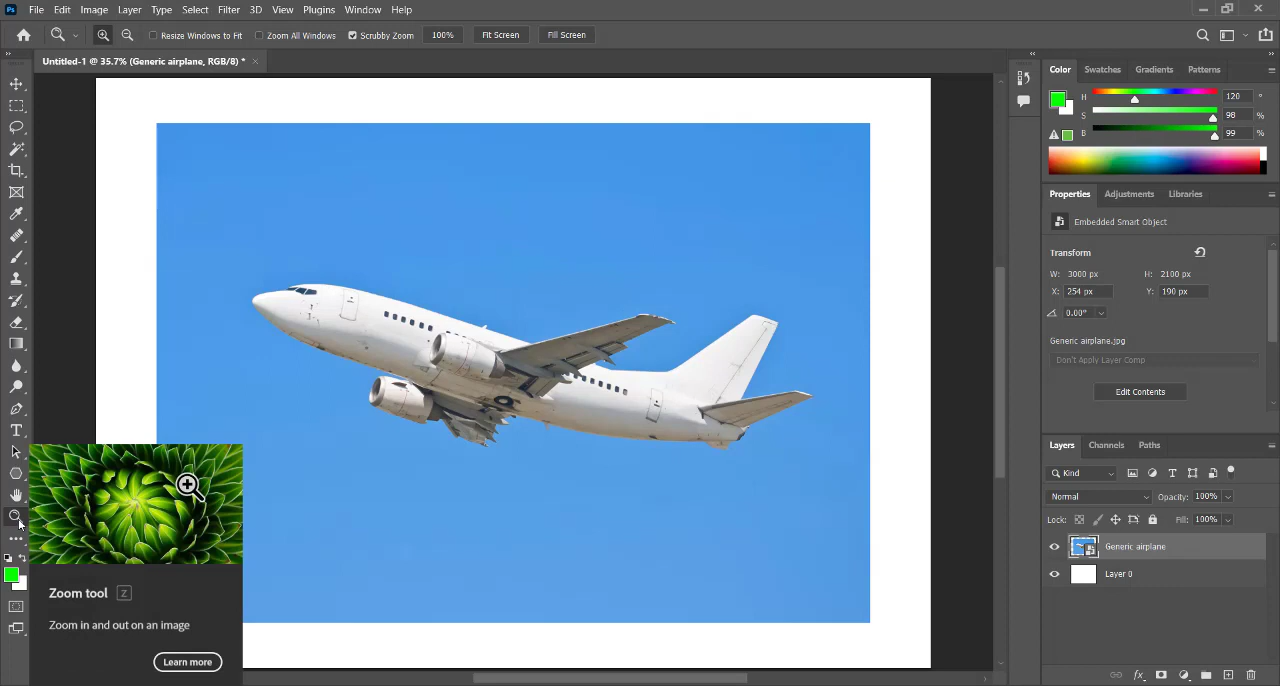 Ps File Edit Image Layer Type Select Filter 3D View Plugins Window Help
Resize Windows to Fit Zoom All Windows Scrubby Zoom 100% Fit Screen Fill Screen
Untitled-1 @ 35.7% (Generic airplane, RGB/8) * ×
Color Swatches Gradients Patterns
H 120 °
S 98 %
B 99 %
Properties Adjustments Libraries
Embedded Smart Object
Transform
W: 3000 px H: 2100 px
X: 254 px Y: 190 px
0.00°
Generic airplane.jpg
Don't Apply Layer Comp
Edit Contents
Layers Channels Paths
Kind
Normal Opacity: 100%
Lock: Fill: 100%
Generic airplane
Layer 0
fx
T
Zoom tool Z
Zoom in and out on an image
Learn more